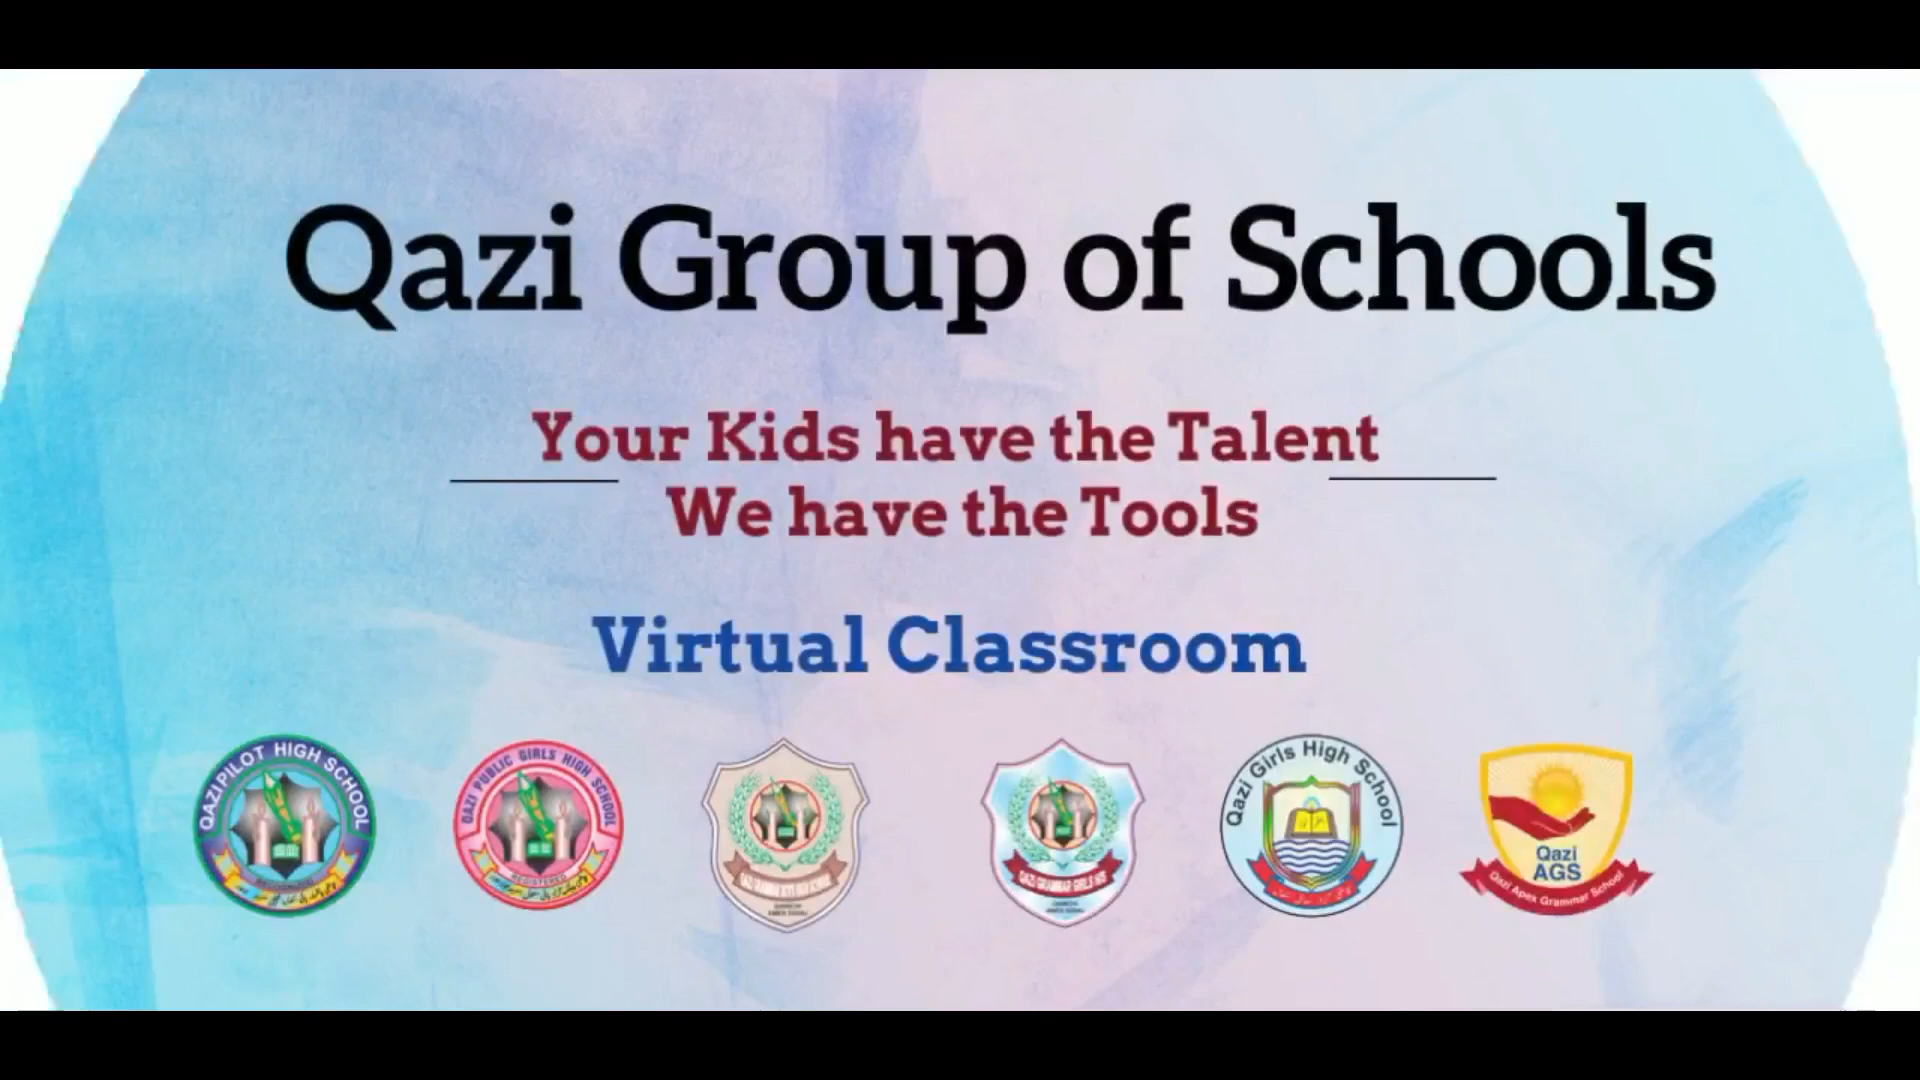 Qazi Group of Schools
Your Kids have the Talent
We have the Tools
Virtual Classroom
QAZI PILOT HIGH SCHOOL
QAZI PUBLIC GIRLS HIGH SCHOOL
REGISTERED
Qazi Girls High School
Qazi
AGS
Qazi Apex Grammar School